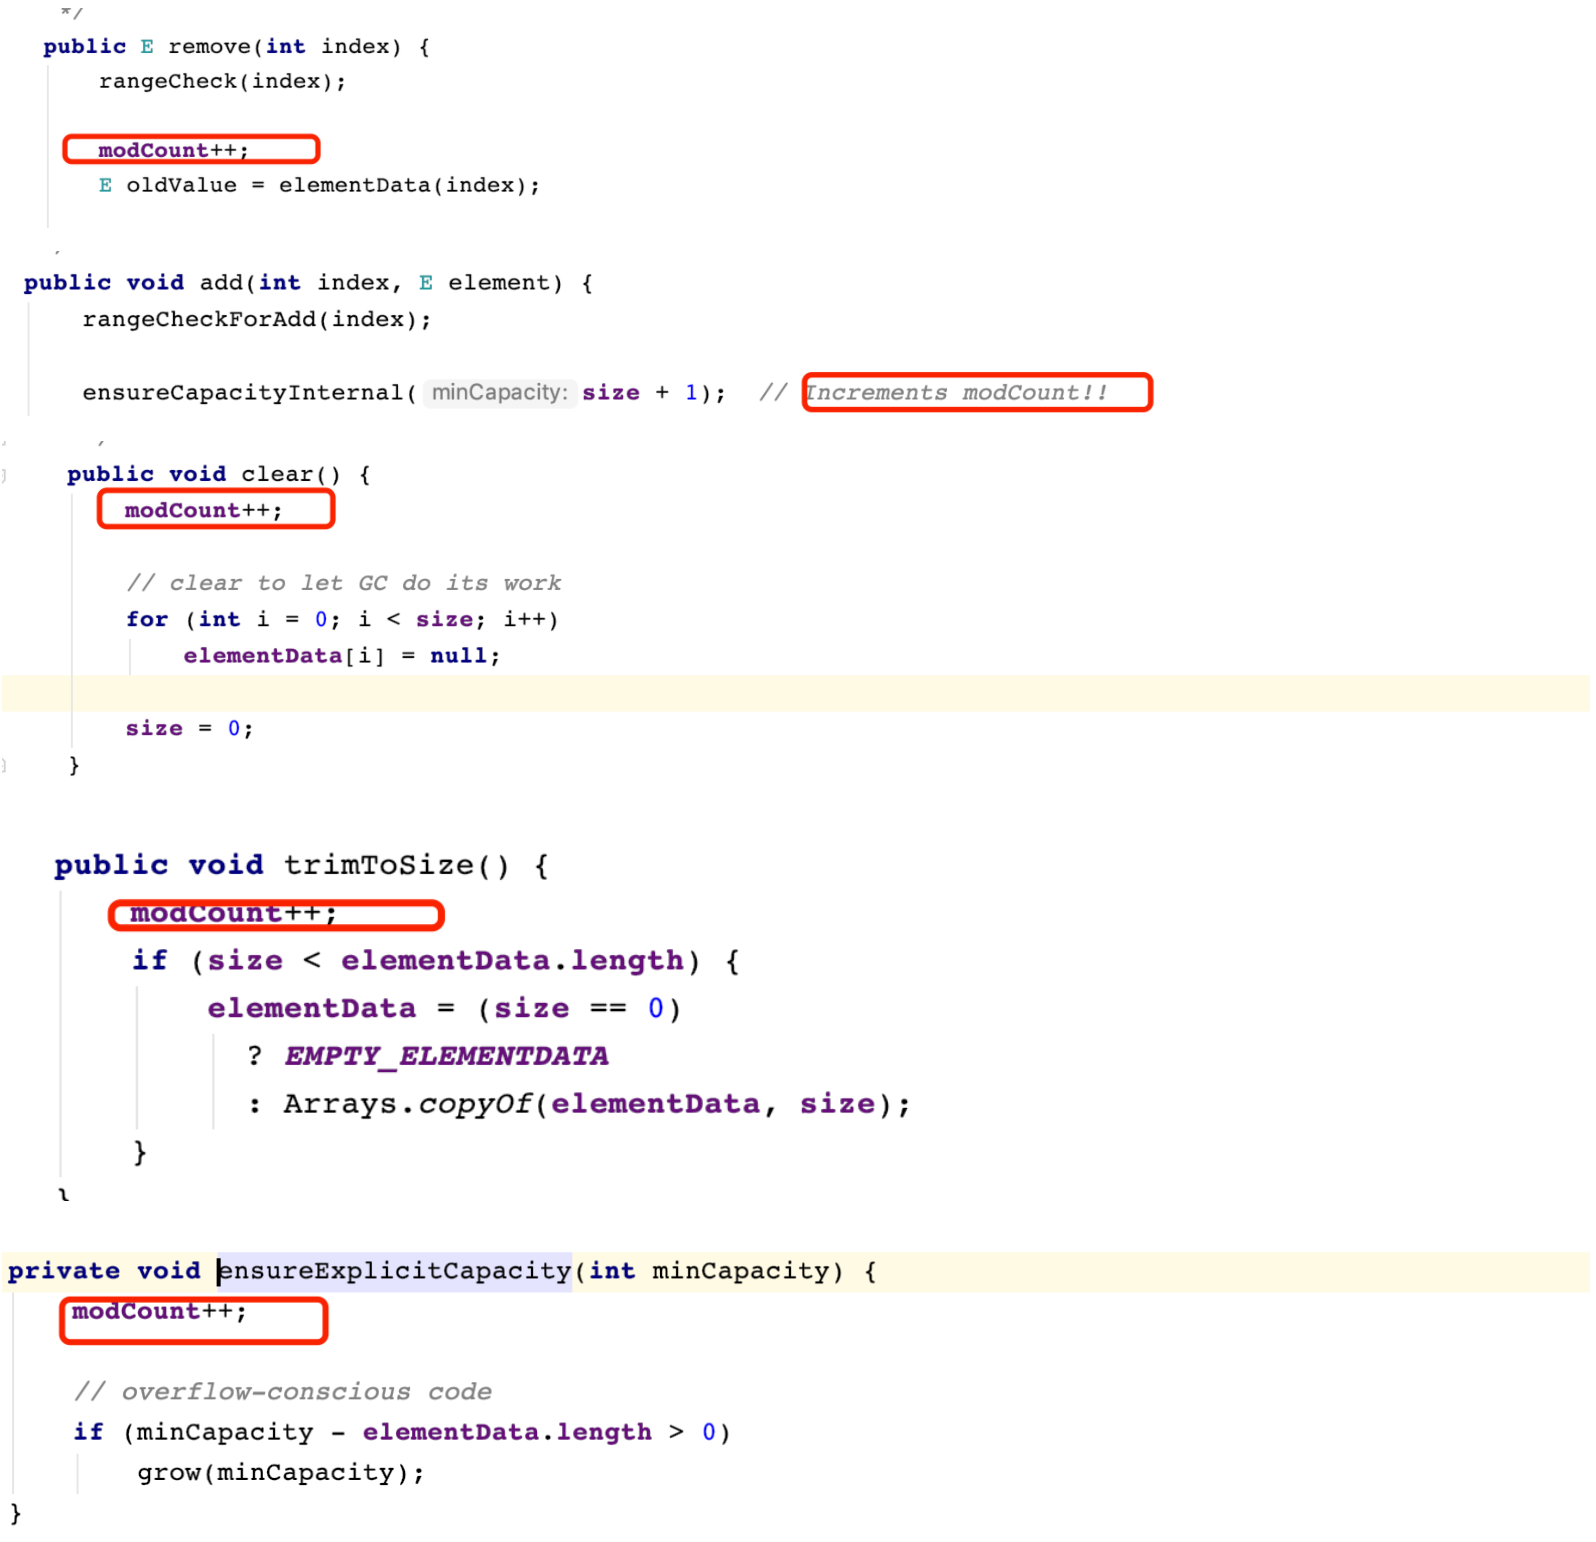 */
public E remove(int index) {
rangeCheck(index);
modCount++;
E oldValue = elementData(index);
public void add(int index, E element) {
rangeCheckForAdd(index);
ensureCapacityInternal( minCapacity: size + 1);  // Increments modCount!!
public void clear() {
modCount++;
// clear to let GC do its work
for (int i = 0; i < size; i++)
elementData[i] = null;
size = 0;
}
public void trimToSize() {
modCount++;
if (size < elementData.length) {
elementData = (size == 0)
? EMPTY_ELEMENTDATA
: Arrays.copyOf(elementData, size);
}
}
private void ensureExplicitCapacity(int minCapacity) {
modCount++;
// overflow-conscious code
if (minCapacity - elementData.length > 0)
grow(minCapacity);
}